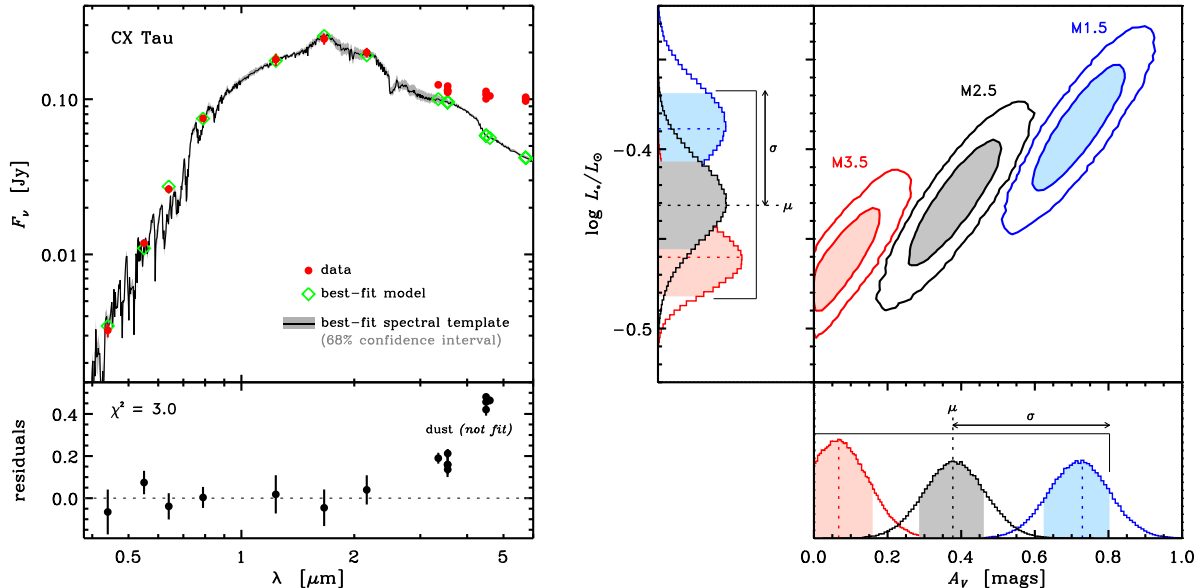 CX Tau
0.10
0.01
F_ν [Jy]
data
best-fit model
best-fit spectral template
(68% confidence interval)
χ² = 3.0
dust (not fit)
0.4
0.2
0.0
residuals
0.5
1
2
5
λ [μm]
M1.5
M2.5
M3.5
-0.4
-0.5
log L_*/L_⊙
σ
μ
μ
σ
0.0
0.2
0.4
0.6
0.8
1.0
A_V [mags]